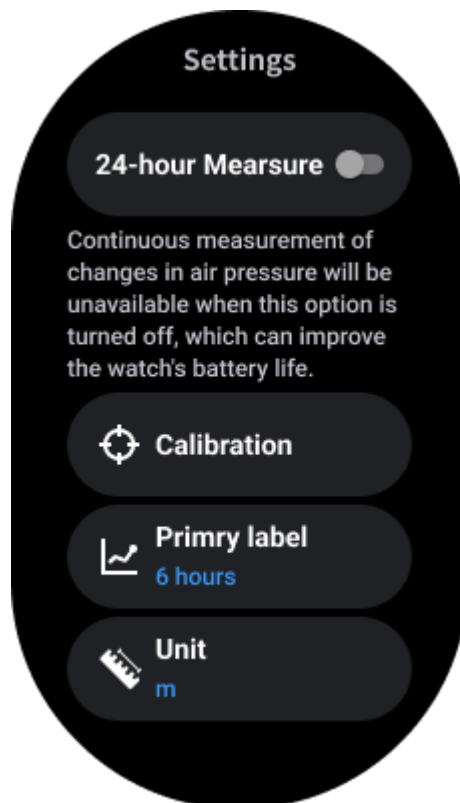 Settings
24-hour Mearsure
Continuous measurement of
changes in air pressure will be
unavailable when this option is
turned off, which can improve
the watch's battery life.
Calibration
Primry label
6 hours
Unit
m